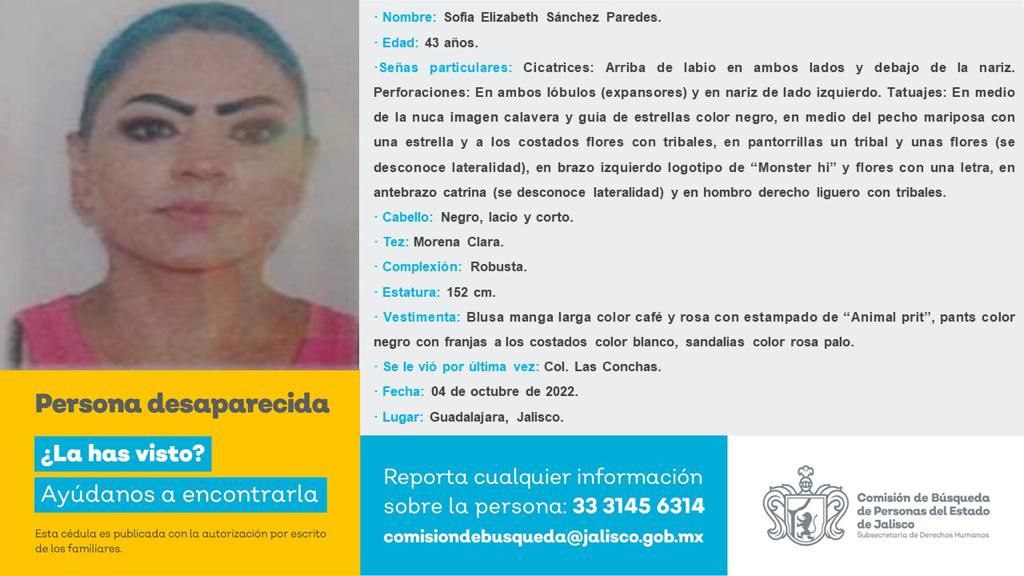 · Nombre: Sofia Elizabeth Sánchez Paredes.
· Edad: 43 años.
·Señas particulares: Cicatrices: Arriba de labio en ambos lados y debajo de la nariz.
Perforaciones: En ambos lóbulos (expansores) y en nariz de lado izquierdo. Tatuajes: En medio
de la nuca imagen calavera y guía de estrellas color negro, en medio del pecho mariposa con
una estrella y a los costados flores con tribales, en pantorrillas un tribal y unas flores (se
desconoce lateralidad), en brazo izquierdo logotipo de “Monster hi” y flores con una letra, en
antebrazo catrina (se desconoce lateralidad) y en hombro derecho liguero con tribales.
· Cabello: Negro, lacio y corto.
· Tez: Morena Clara.
· Complexión: Robusta.
· Estatura: 152 cm.
· Vestimenta: Blusa manga larga color café y rosa con estampado de “Animal prit”, pants color
negro con franjas a los costados color blanco, sandalias color rosa palo.
· Se le vió por última vez: Col. Las Conchas.
· Fecha: 04 de octubre de 2022.
· Lugar: Guadalajara, Jalisco.
Persona desaparecida
¿La has visto?
Ayúdanos a encontrarla
Esta cédula es publicada con la autorización por escrito
de los familiares.
Reporta cualquier información
sobre la persona: 33 3145 6314
comisiondebusqueda@jalisco.gob.mx
Comisión de Búsqueda
de Personas del Estado
de Jalisco
Subsecretaría de Derechos Humanos